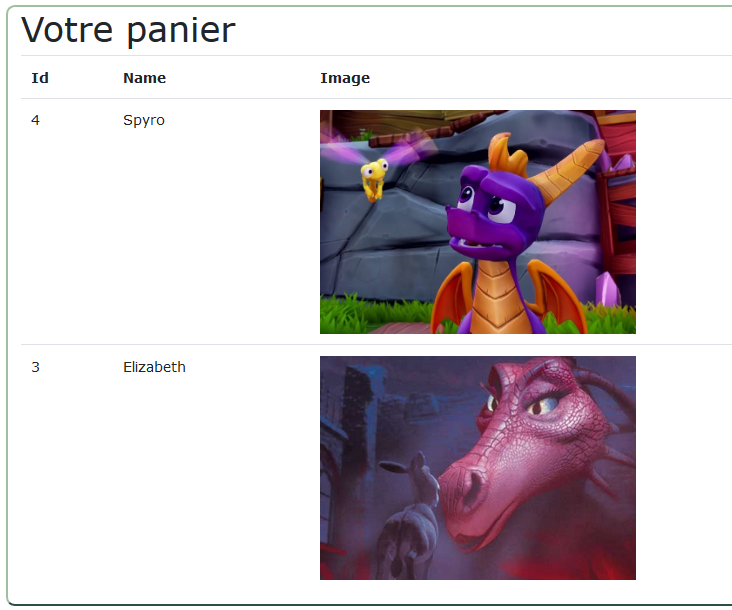 Votre panier
Id Name Image
4 Spyro
3 Elizabeth